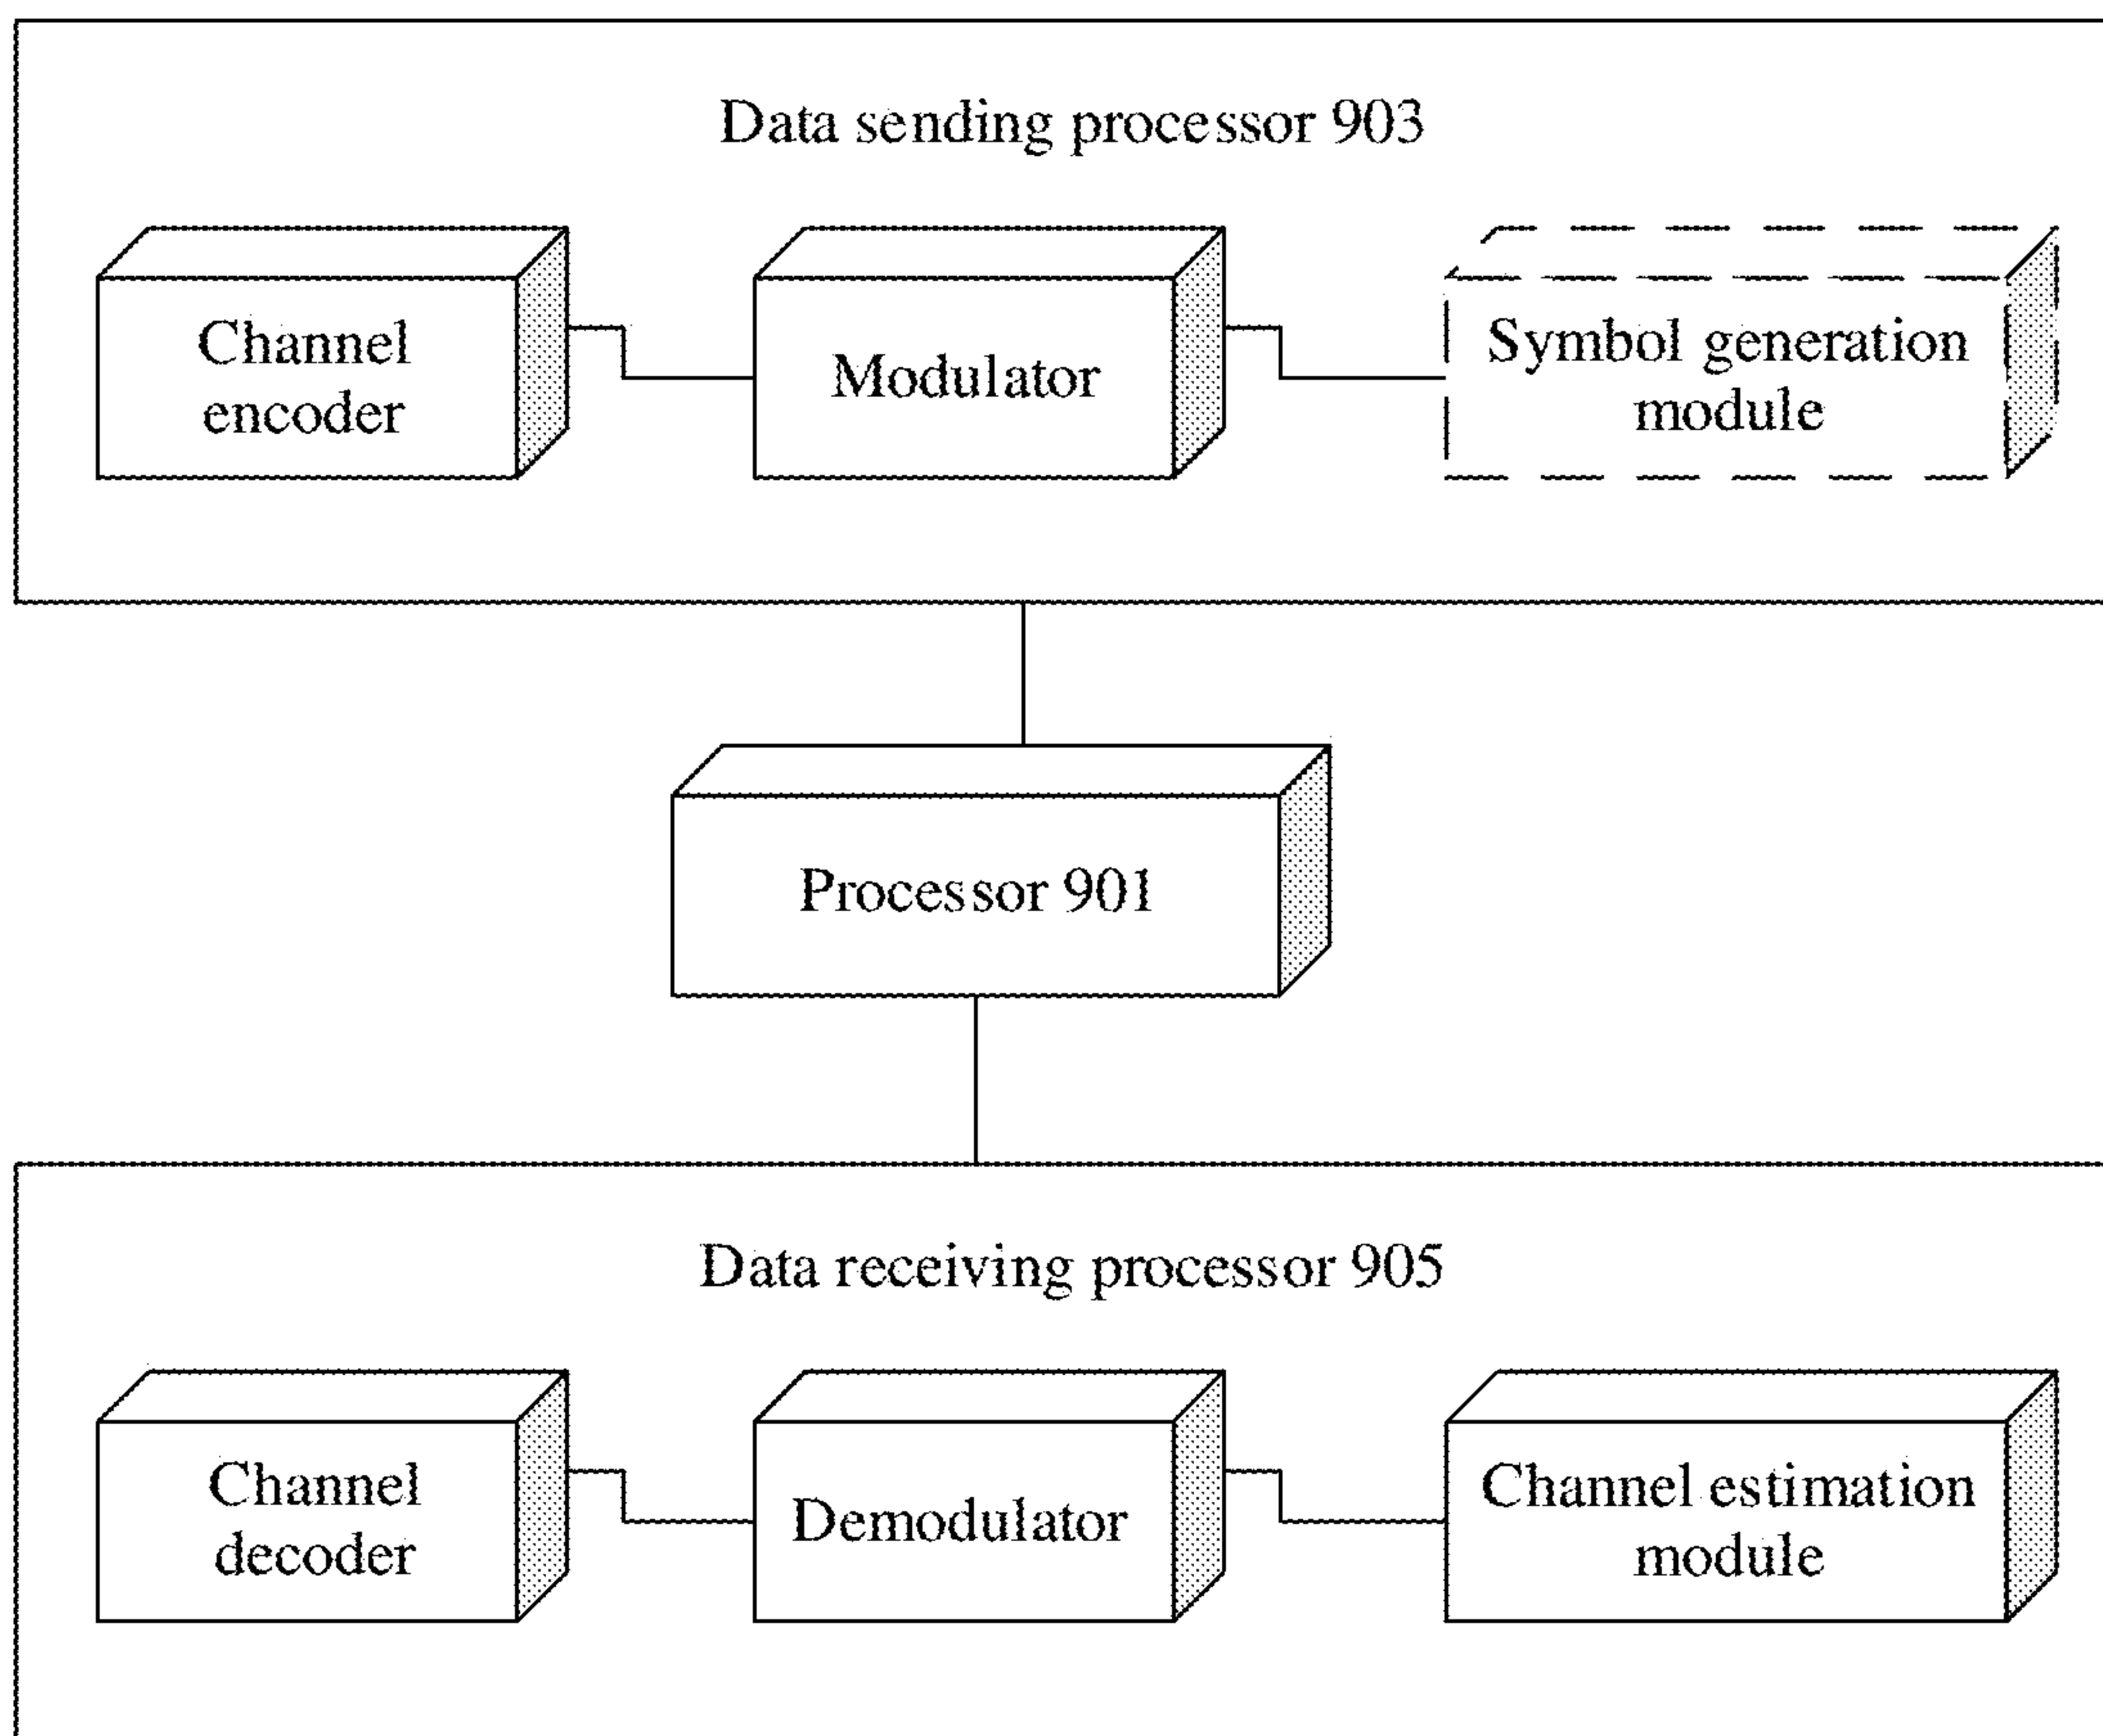 Data sending processor 903
Channel
encoder
Modulator
Symbol generation
module
Processor 901
Data receiving processor 905
Channel
decoder
Demodulator
Channel estimation
module